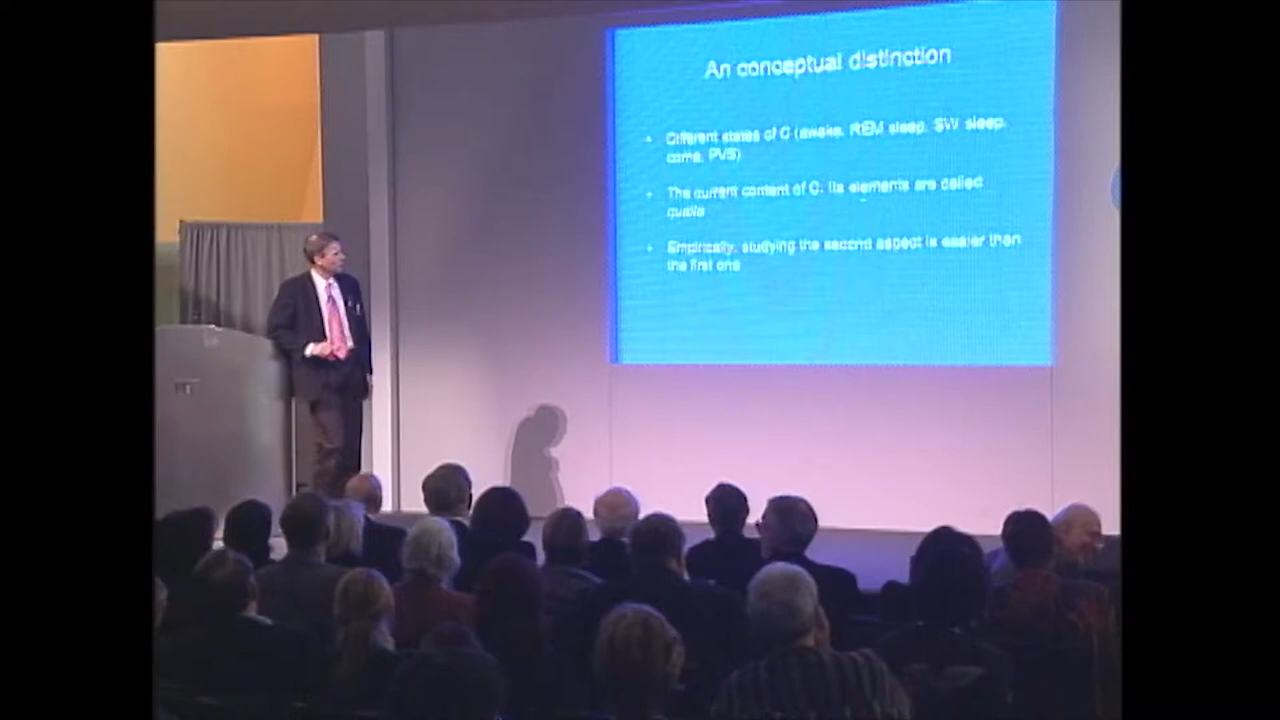 An conceptual distinction
• Different states of C (awake, REM sleep, SW sleep,
coma, PVS)
• The current content of C. Its elements are called
qualia
• Empirically, studying the second aspect is easier than
the first one